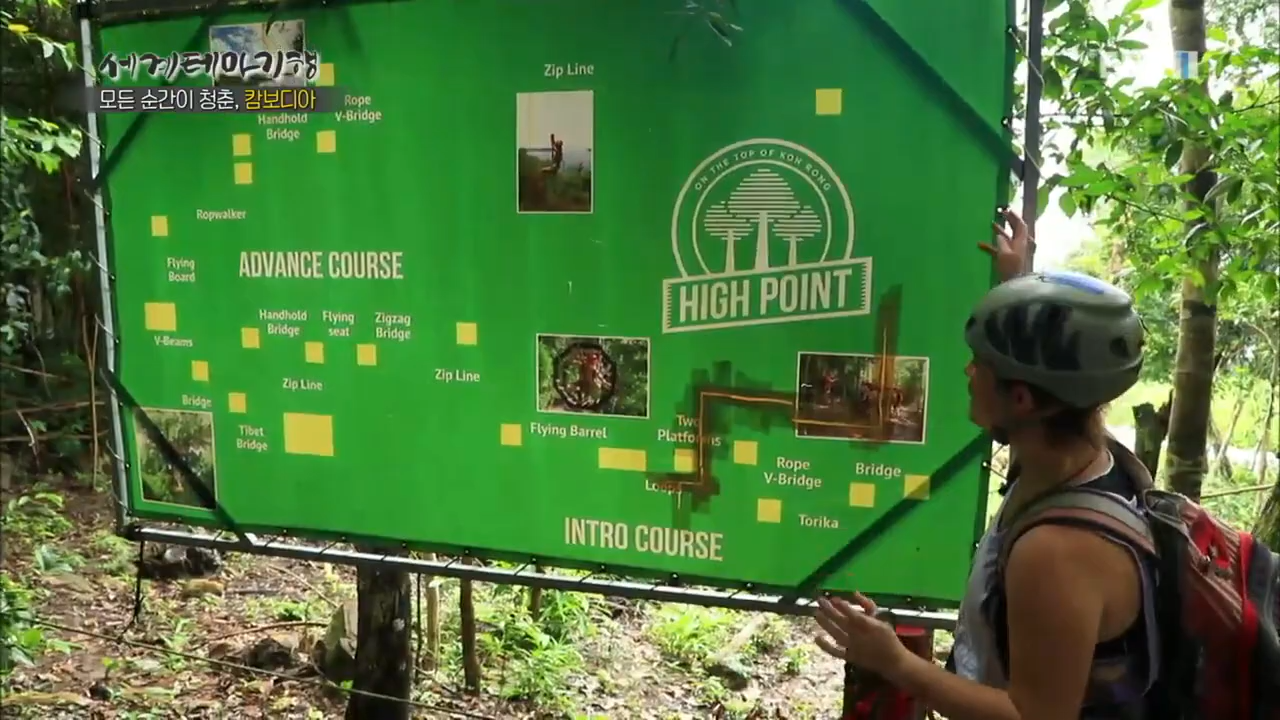 세계테마기행
모든 순간이 청춘, 캄보디아
Zip Line
Rope
V-Bridge
Handhold
Bridge
Ropwalker
Flying
Board
ADVANCE COURSE
ON THE TOP OF KOH RONG
HIGH POINT
V-Beams
Handhold
Bridge
Flying
seat
Zigzag
Bridge
Zip Line
Zip Line
Bridge
Tibet
Bridge
Flying Barrel
Two
Platforms
Loops
Rope
V-Bridge
Bridge
Torika
INTRO COURSE